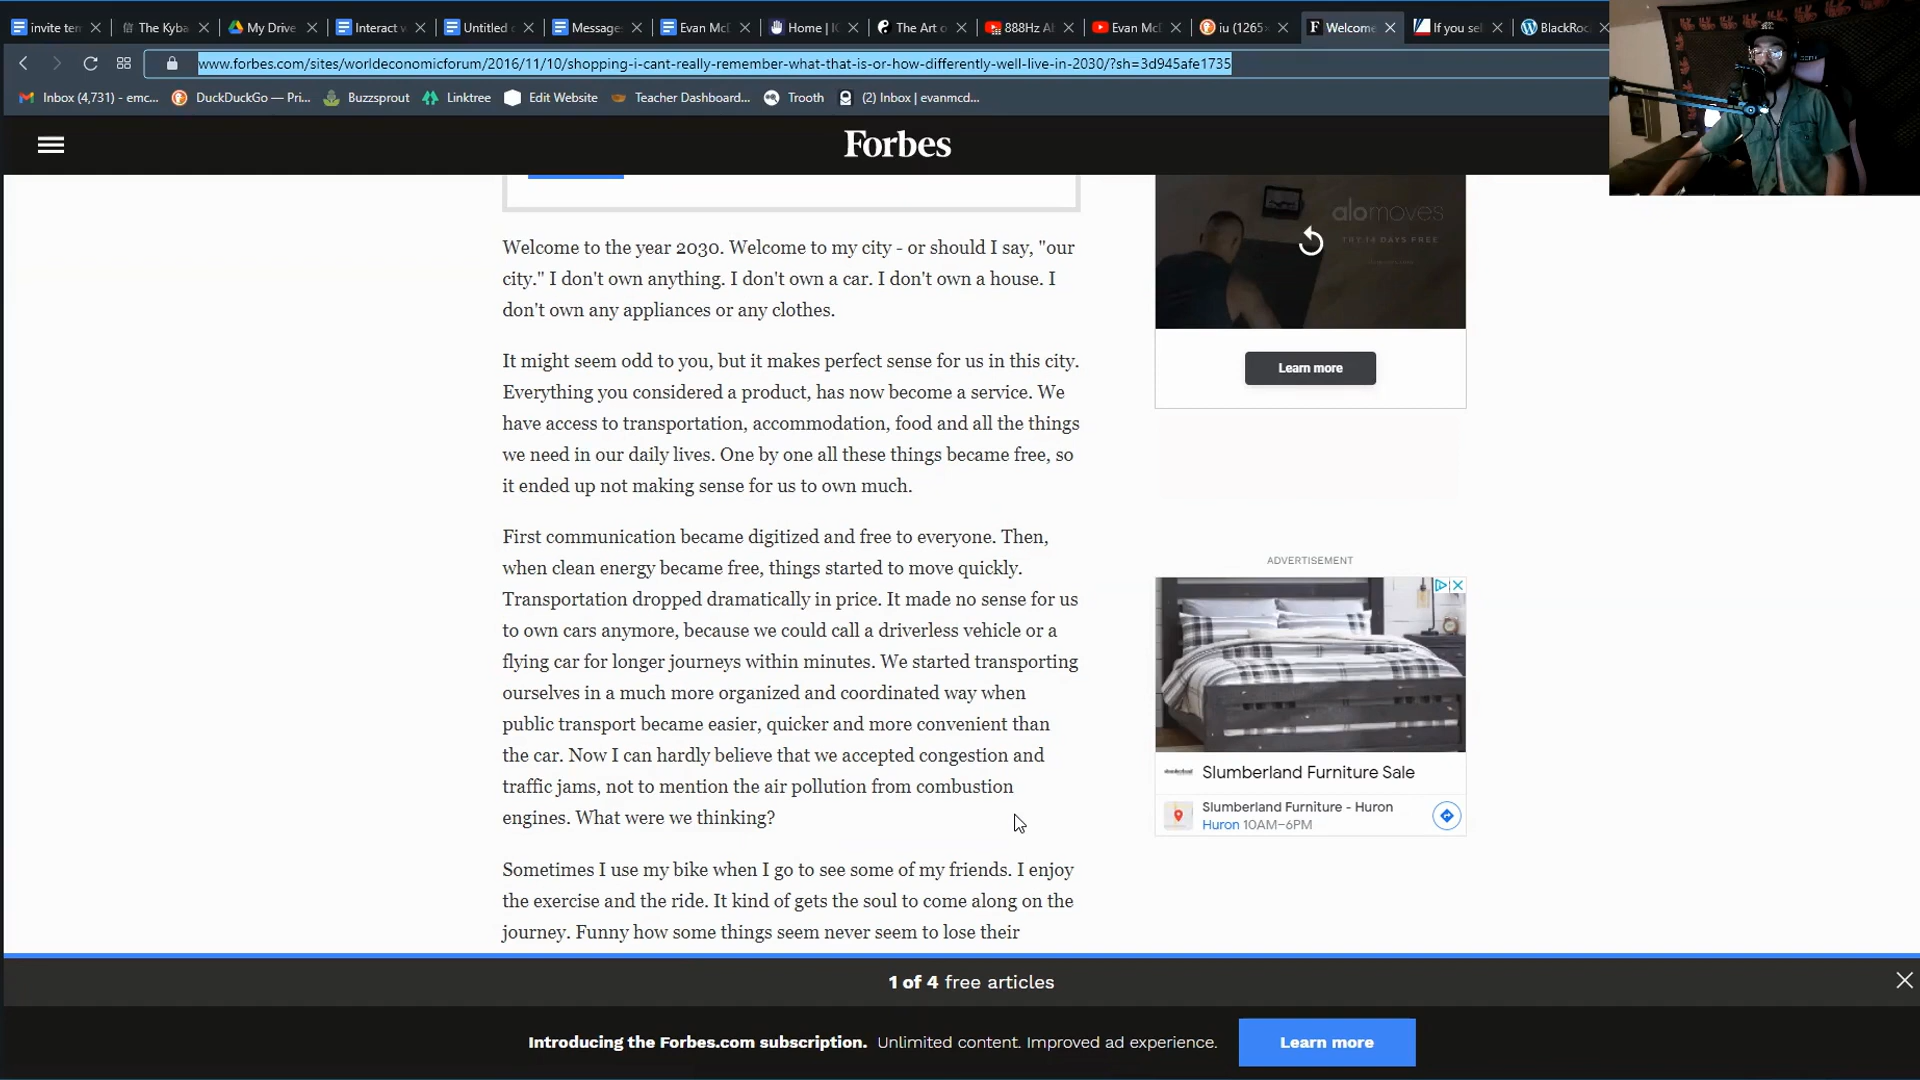 invite ten
The Kyba
My Drive
Interact w
Untitled
Message
Evan McD
Home | IC
The Art o
888Hz Ab
Evan McD
iu (1265×
Welcome
If you sel
BlackRoc
www.forbes.com/sites/worldeconomicforum/2016/11/10/shopping-i-cant-really-remember-what-that-is-or-how-differently-well-live-in-2030/?sh=3d945afe1735
Inbox (4,731) - emc...
DuckDuckGo — Pri...
Buzzsprout
Linktree
Edit Website
Teacher Dashboard...
Trooth
(2) Inbox | evanmcd...
Forbes
Welcome to the year 2030. Welcome to my city - or should I say, "our
city." I don't own anything. I don't own a car. I don't own a house. I
don't own any appliances or any clothes.
It might seem odd to you, but it makes perfect sense for us in this city.
Everything you considered a product, has now become a service. We
have access to transportation, accommodation, food and all the things
we need in our daily lives. One by one all these things became free, so
it ended up not making sense for us to own much.
First communication became digitized and free to everyone. Then,
when clean energy became free, things started to move quickly.
Transportation dropped dramatically in price. It made no sense for us
to own cars anymore, because we could call a driverless vehicle or a
flying car for longer journeys within minutes. We started transporting
ourselves in a much more organized and coordinated way when
public transport became easier, quicker and more convenient than
the car. Now I can hardly believe that we accepted congestion and
traffic jams, not to mention the air pollution from combustion
engines. What were we thinking?
Sometimes I use my bike when I go to see some of my friends. I enjoy
the exercise and the ride. It kind of gets the soul to come along on the
journey. Funny how some things seem never seem to lose their
alomoves
TRY 14 DAYS FREE
Learn more
ADVERTISEMENT
Slumberland Furniture Sale
Slumberland Furniture - Huron
Huron 10AM–6PM
1 of 4 free articles
Introducing the Forbes.com subscription. Unlimited content. Improved ad experience.
Learn more